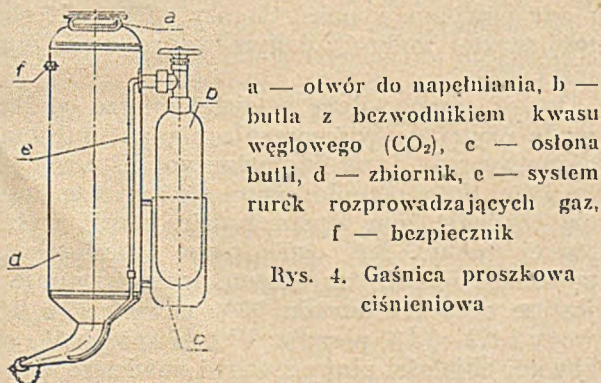 a
f
b
e
d
c
a — otwór do napełniania, b —
butla z bezwodnikiem kwasu
węglowego (CO₂), c — osłona
butli, d — zbiornik, e — system
rurek rozprowadzających gaz,
f — bezpiecznik
Rys. 4. Gaśnica proszkowa
ciśnieniowa